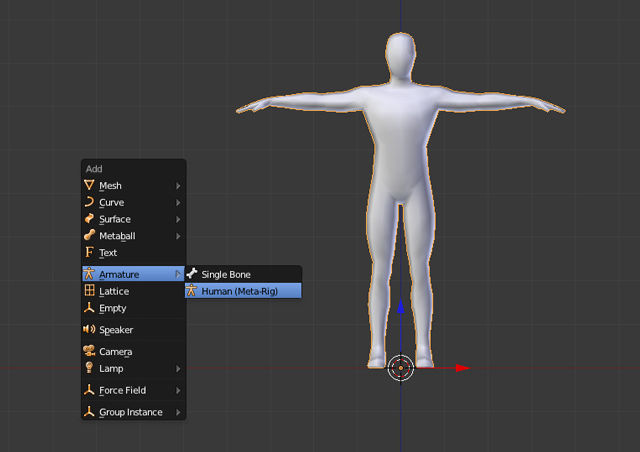 Add
Mesh
Curve
Surface
Metaball
Text
Armature
Single Bone
Human (Meta-Rig)
Lattice
Empty
Speaker
Camera
Lamp
Force Field
Group Instance